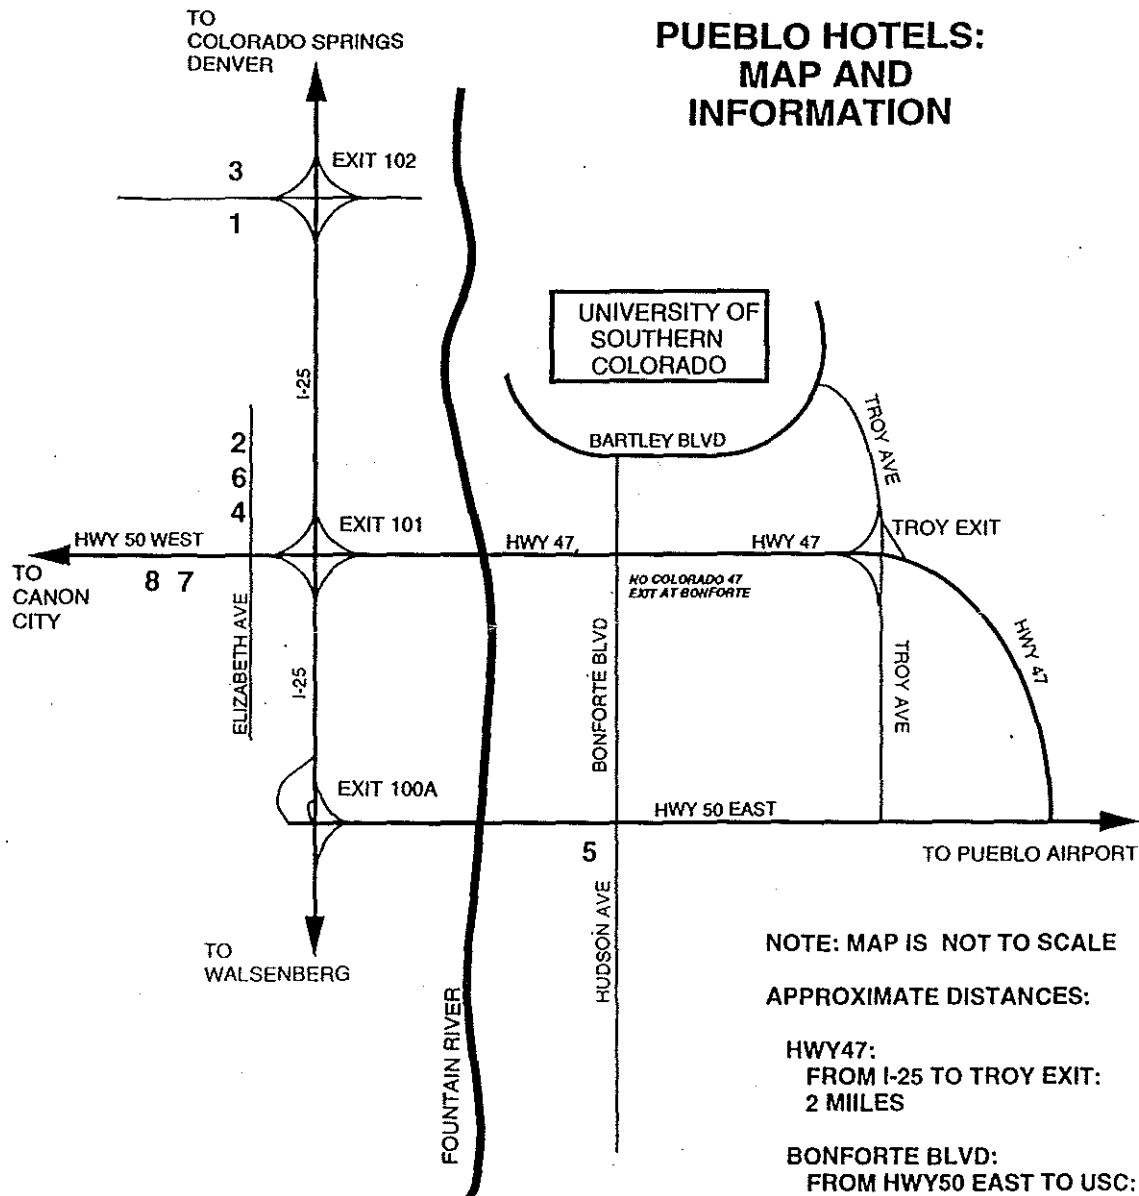 TO
COLORADO SPRINGS
DENVER
PUEBLO HOTELS:
MAP AND
INFORMATION
EXIT 102
3
1
I-25
UNIVERSITY OF
SOUTHERN
COLORADO
BARTLEY BLVD
TROY AVE
2
6
4
EXIT 101
TROY EXIT
HWY 50 WEST
HWY 47
HWY 47
TO
CANON
CITY
8 7
NO COLORADO 47
EXIT AT BONFORTE
ELIZABETH AVE
I-25
BONFORTE BLVD
TROY AVE
HWY 47
EXIT 100A
HWY 50 EAST
5
TO PUEBLO AIRPORT
HUDSON AVE
TO
WALSENBERG
FOUNTAIN RIVER
NOTE: MAP IS NOT TO SCALE
APPROXIMATE DISTANCES:
HWY47:
FROM I-25 TO TROY EXIT:
2 MIILES
BONFORTE BLVD:
FROM HWY50 EAST TO USC: